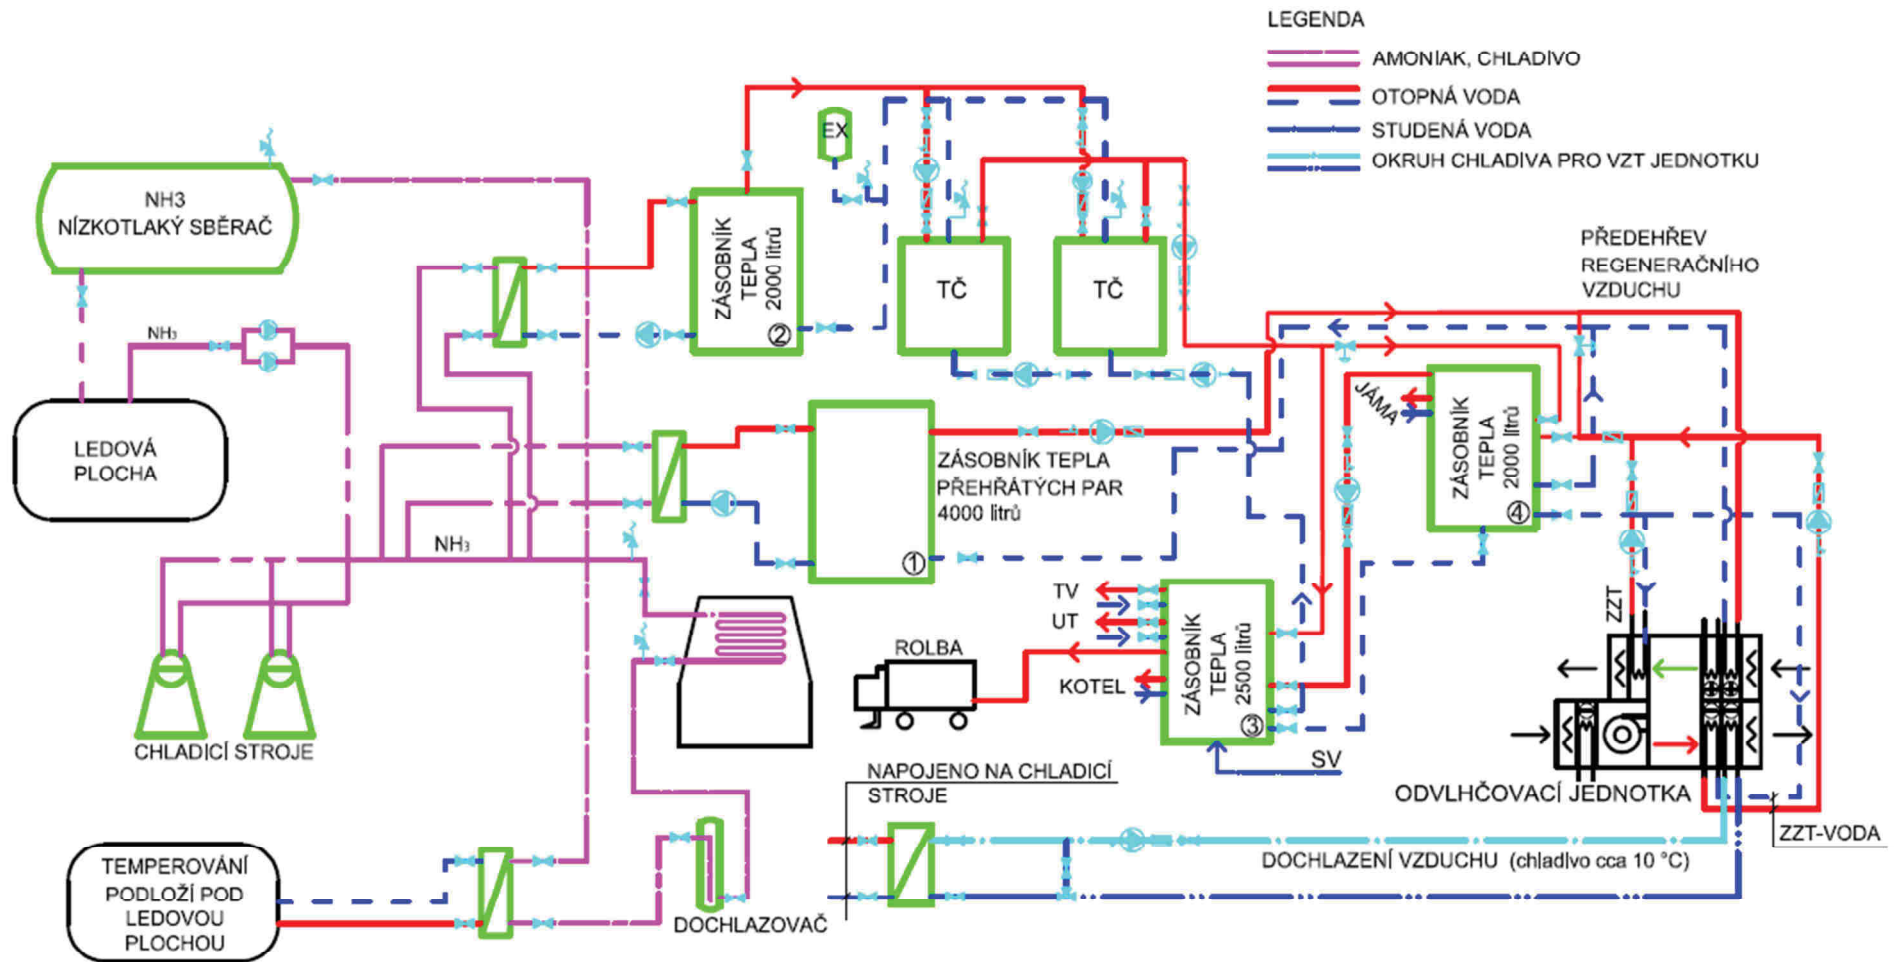 LEGENDA
AMONIAK, CHLADIVO
OTOPNÁ VODA
STUDENÁ VODA
OKRUH CHLADIVA PRO VZT JEDNOTKU
NH3
NÍZKOTLAKÝ SBĚRAČ
EX
ZÁSOBNÍK
TEPLA
2000 litrů
2
TČ
TČ
PŘEDEHŘEV
REGENERAČNÍHO
VZDUCHU
NH3
LEDOVÁ
PLOCHA
JÁMA
ZÁSOBNÍK
TEPLA
2000 litrů
4
ZÁSOBNÍK TEPLA
PŘEHŘÁTÝCH PAR
4000 litrů
1
NH3
TV
UT
KOTEL
ZÁSOBNÍK
TEPLA
2500 litrů
3
SV
ROLBA
ZZT
CHLADICÍ STROJE
NAPOJENO NA CHLADICÍ
STROJE
ODVLHČOVACÍ JEDNOTKA
ZZT-VODA
DOCHLAZENÍ VZDUCHU (chladivo cca 10 °C)
TEMPEROVÁNÍ
PODLOŽÍ POD
LEDOVOU
PLOCHOU
DOCHLAZOVAČ